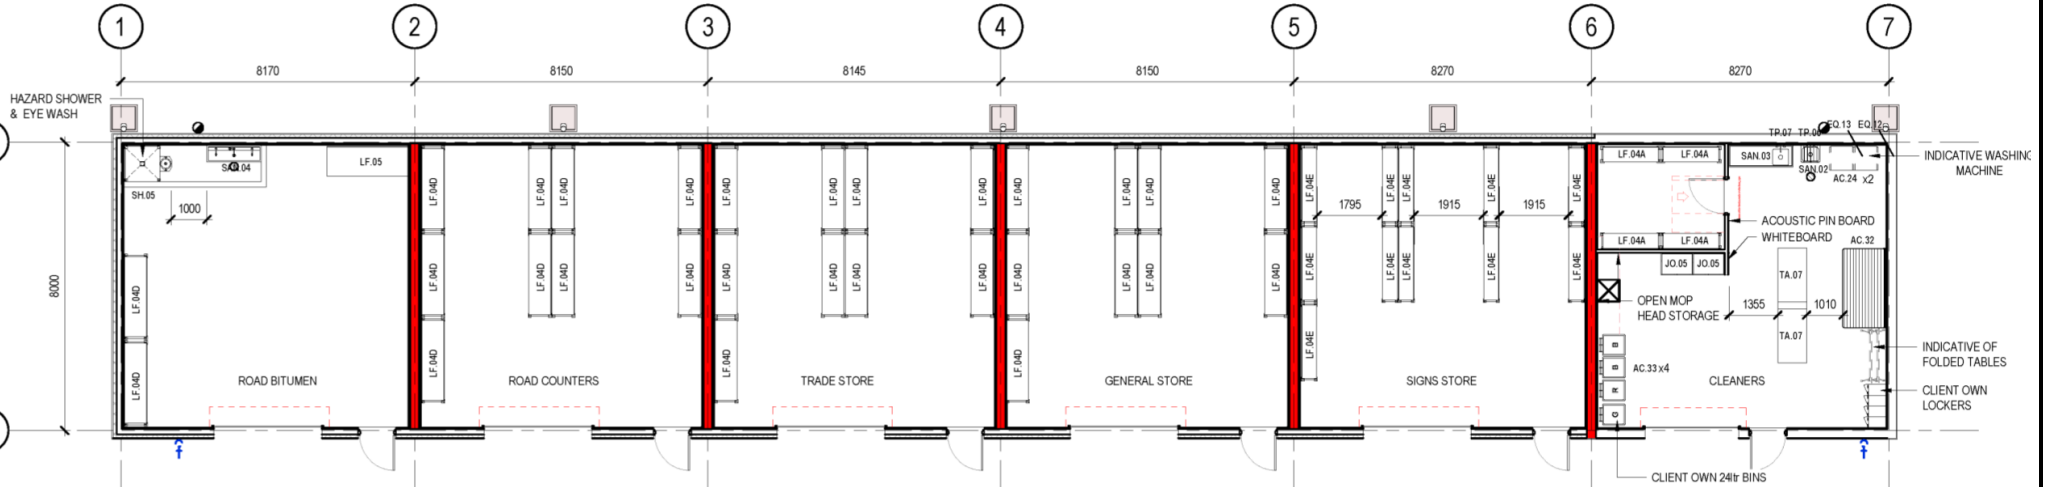 1 2 3 4 5 6 7
8170 8150 8145 8150 8270 8270
HAZARD SHOWER
& EYE WASH
TP.07 TP.06 EQ.13 EQ.12
LF.05
LF.04A LF.04A
SAN.03
INDICATIVE WASHING
MACHINE
SAN.04
SAN.02
AC.24 x2
SH.05
1000
LF.04D LF.04D LF.04D LF.04D
LF.04D LF.04D LF.04D LF.04D
LF.04D LF.04D LF.04D LF.04D
LF.04E LF.04E LF.04E LF.04E LF.04E
1795 1915 1915
ACOUSTIC PIN BOARD
WHITEBOARD
LF.04A LF.04A
AC.32
8000
LF.04D
LF.04D LF.04D LF.04D LF.04D
LF.04D LF.04D LF.04D LF.04D
LF.04D LF.04D LF.04D LF.04D
LF.04E LF.04E LF.04E LF.04E LF.04E
JO.05 JO.05
TA.07
OPEN MOP
HEAD STORAGE
1355 1010
TA.07
LF.04D
LF.04D
LF.04D
LF.04D
LF.04E
B
B
R
G
AC.33 x4
INDICATIVE OF
FOLDED TABLES
ROAD BITUMEN
ROAD COUNTERS
TRADE STORE
GENERAL STORE
SIGNS STORE
CLEANERS
CLIENT OWN
LOCKERS
CLIENT OWN 24ltr BINS